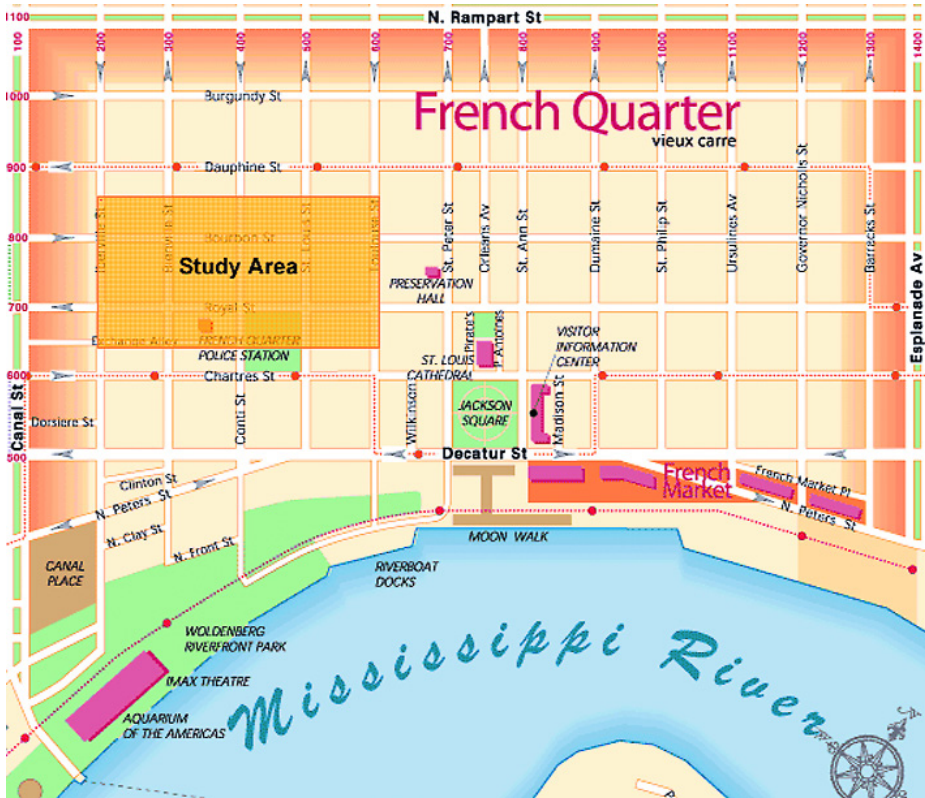 1100
N. Rampart St
100
200
300
400
500
600
700
800
900
1000
1100
1200
1300
1400
1000
Burgundy St
French Quarter
vieux carre
900
Dauphine St
Iberville St
Bienville St
St. Louis St
Toulouse St
St. Peter St
Orleans Av
St. Ann St
Dumaine St
St. Philip St
Ursulines Av
Governor Nicholls St
Barracks St
Esplanade Av
800
Bourbon St
Study Area
PRESERVATION
HALL
700
Royal St
Exchange Alley
FRENCH QUARTER
POLICE STATION
Pirate's
P. Antoines
VISITOR
INFORMATION
CENTER
ST. LOUIS
CATHEDRAL
600
Chartres St
Canal St
Dorsiere St
Conti St
Wilkinson
JACKSON
SQUARE
Madison St
500
Decatur St
Clinton St
N. Peters St
French
Market
French Market Pl
N. Peters St
N. Clay St
N. Front St
MOON WALK
CANAL
PLACE
RIVERBOAT
DOCKS
WOLDENBERG
RIVERFRONT PARK
IMAX THEATRE
AQUARIUM
OF THE AMERICAS
Mississippi River
N